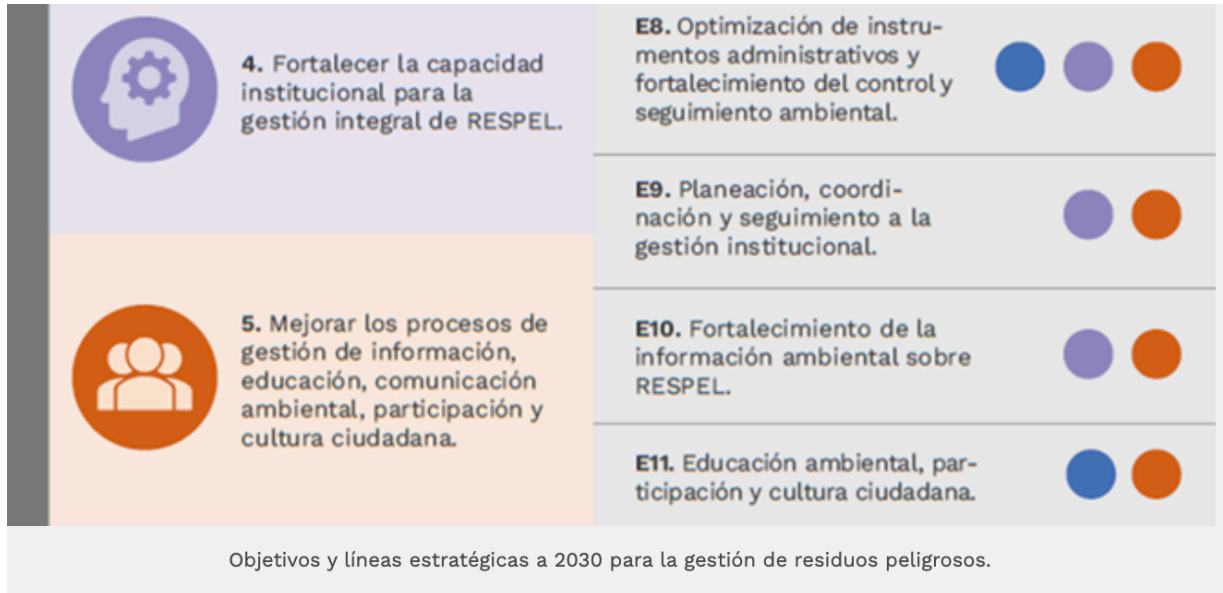 4. Fortalecer la capacidad
institucional para la
gestión integral de RESPEL.
5. Mejorar los procesos de
gestión de información,
educación, comunicación
ambiental, participación y
cultura ciudadana.
E8. Optimización de instru-
mentos administrativos y
fortalecimiento del control y
seguimiento ambiental.
E9. Planeación, coordi-
nación y seguimiento a la
gestión institucional.
E10. Fortalecimiento de la
información ambiental sobre
RESPEL.
E11. Educación ambiental, par-
ticipación y cultura ciudadana.
Objetivos y líneas estratégicas a 2030 para la gestión de residuos peligrosos.